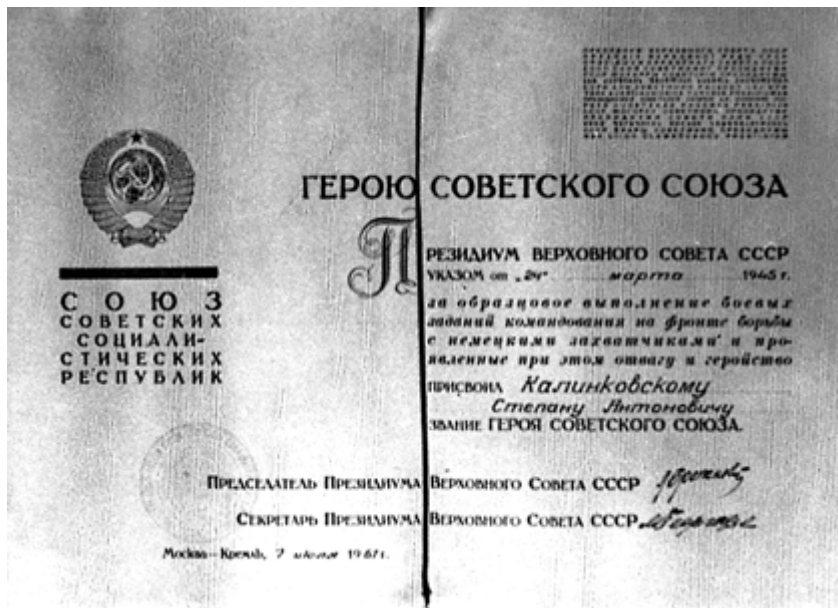 СОЮЗ
СОВЕТСКИХ
СОЦИАЛИ-
СТИЧЕСКИХ
РЕСПУБЛИК
ГЕРОЮ СОВЕТСКОГО СОЮЗА
ПРЕЗИДИУМ ВЕРХОВНОГО СОВЕТА СССР
УКАЗОМ от „24" марта 1945 г.
за образцовое выполнение боевых
заданий командования на фронте борьбы
с немецкими захватчиками и про-
явленные при этом отвагу и геройство
ПРИСВОИЛ Калинковскому
Степану Антоновичу
ЗВАНИЕ ГЕРОЯ СОВЕТСКОГО СОЮЗА.
ПРЕДСЕДАТЕЛЬ ПРЕЗИДИУМА ВЕРХОВНОГО СОВЕТА СССР
СЕКРЕТАРЬ ПРЕЗИДИУМА ВЕРХОВНОГО СОВЕТА СССР
Москва—Кремль, 7 1961 г.